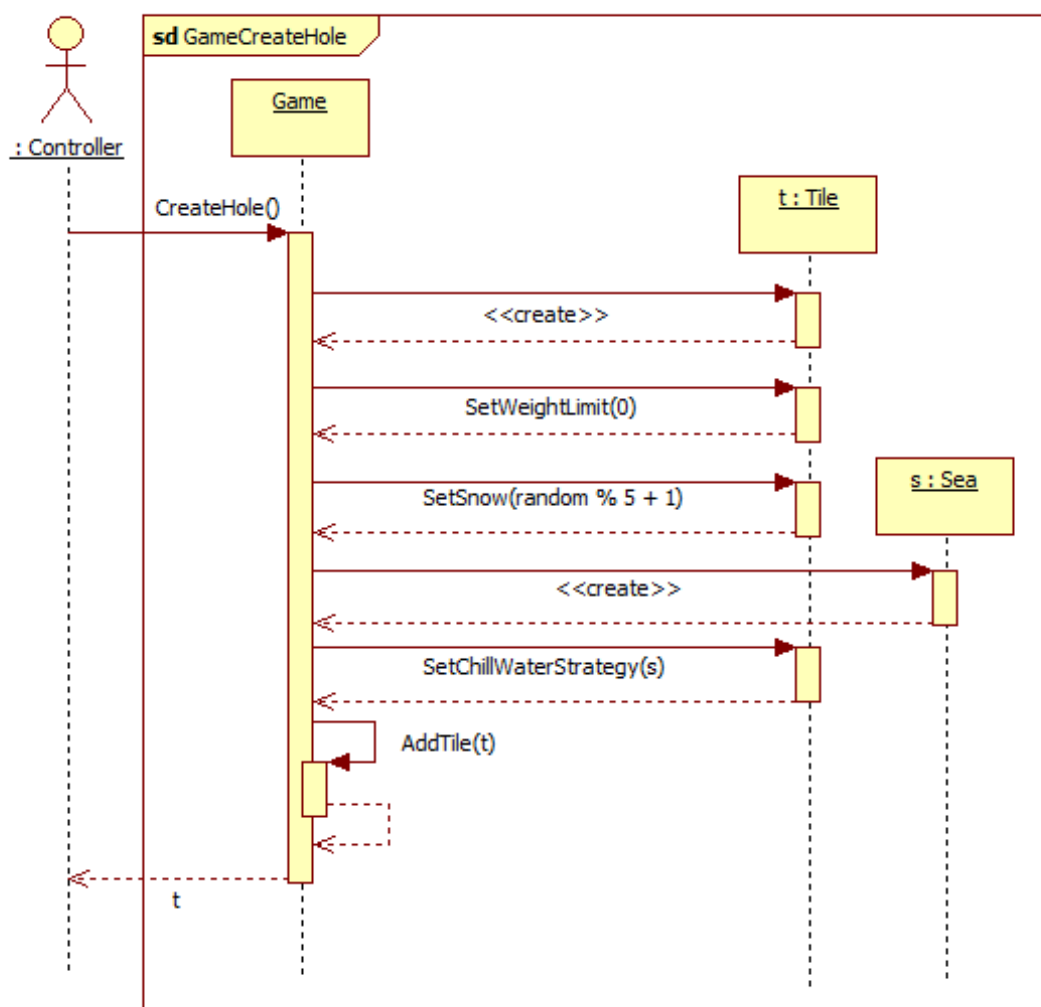 sd GameCreateHole
Game
: Controller
t : Tile
CreateHole()
<<create>>
SetWeightLimit(0)
s : Sea
SetSnow(random % 5 + 1)
<<create>>
SetChillWaterStrategy(s)
AddTile(t)
t